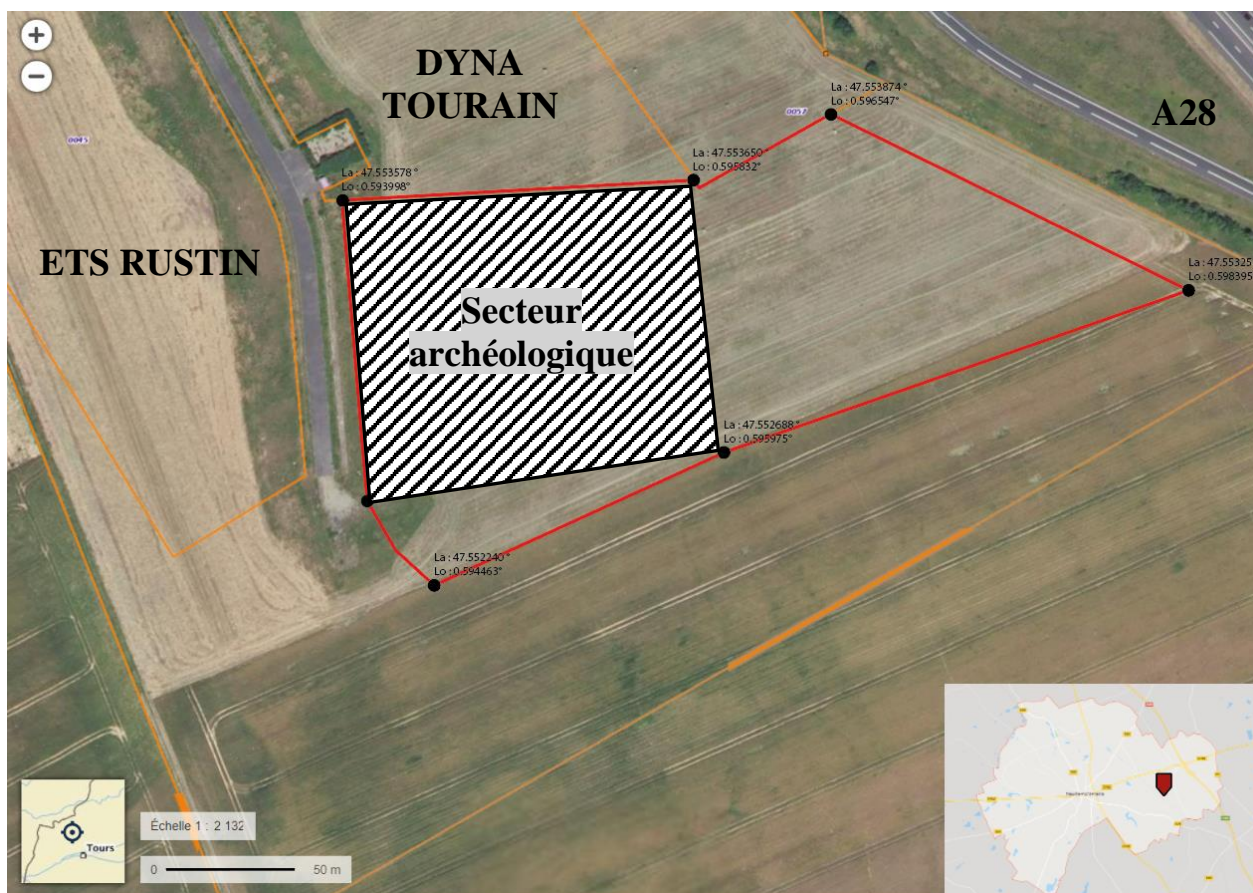 DYNA
TOURAIN
A28
La : 47.553874 °
Lo : 0.596547°
0057
0045
La : 47.553650 °
Lo : 0.595832°
La : 47.553578 °
Lo : 0.593998°
ETS RUSTIN
La : 47.55325
Lo : 0.598395
Secteur
archéologique
La : 47.552688 °
Lo : 0.595975°
La : 47.552240 °
Lo : 0.594463°
Échelle 1 : 2 132
Tours
0 50 m